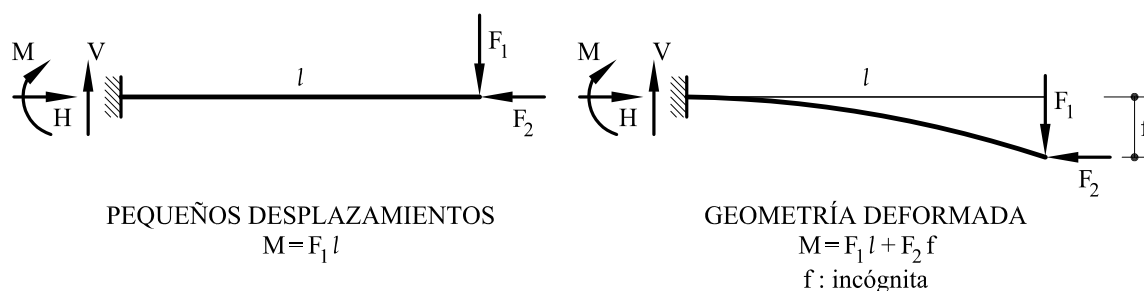 M
V
H
l
F1
F2
PEQUEÑOS DESPLAZAMIENTOS
M = F1 l
M
V
H
l
F1
F2
f
GEOMETRÍA DEFORMADA
M = F1 l + F2 f
f : incógnita